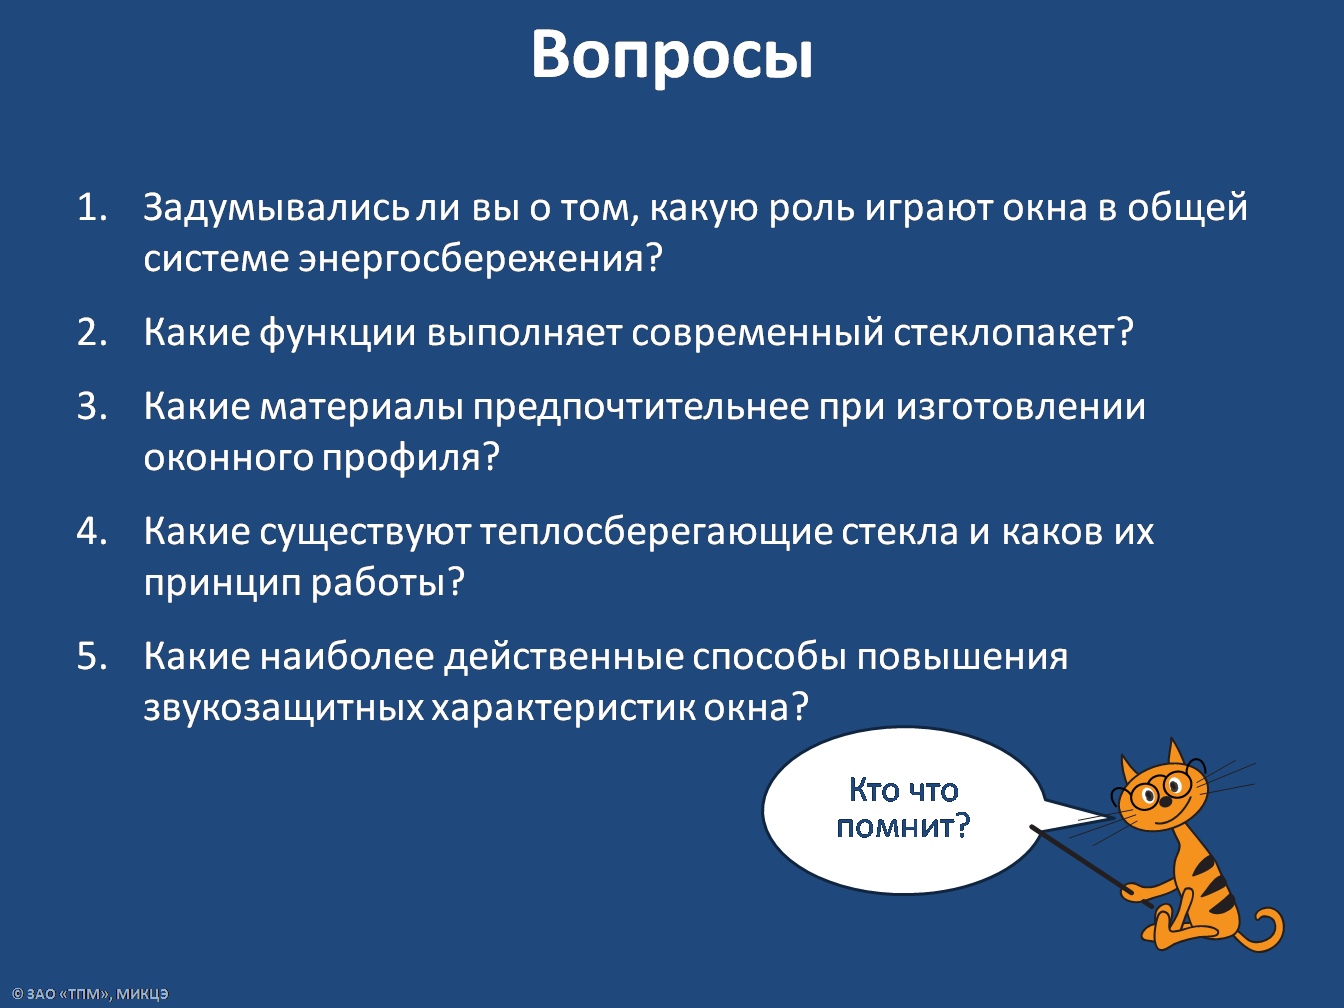 Вопросы
1. Задумывались ли вы о том, какую роль играют окна в общей
системе энергосбережения?
2. Какие функции выполняет современный стеклопакет?
3. Какие материалы предпочтительнее при изготовлении
оконного профиля?
4. Какие существуют теплосберегающие стекла и каков их
принцип работы?
5. Какие наиболее действенные способы повышения
звукозащитных характеристик окна?
Кто что
помнит?
© ЗАО «ТПМ», МИКЦЭ